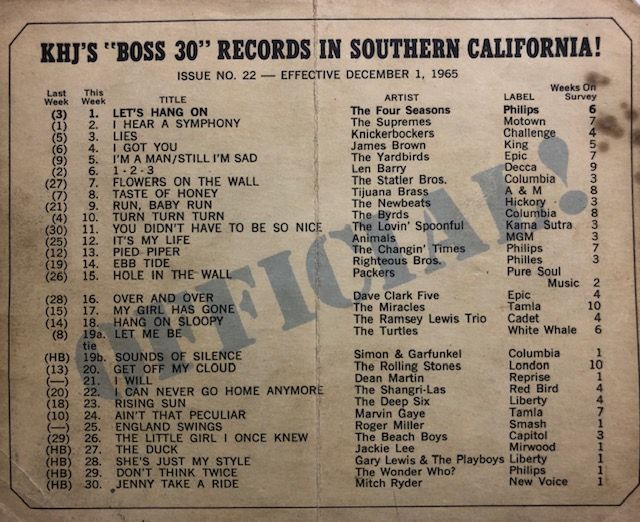 KHJ'S "BOSS 30" RECORDS IN SOUTHERN CALIFORNIA!
ISSUE NO. 22 — EFFECTIVE DECEMBER 1, 1965
Last Week This Week TITLE ARTIST LABEL Weeks On Survey
(3) 1. LET'S HANG ON The Four Seasons Philips 6
(1) 2. I HEAR A SYMPHONY The Supremes Motown 7
(5) 3. LIES Knickerbockers Challenge 4
(6) 4. I GOT YOU James Brown King 5
(9) 5. I'M A MAN/STILL I'M SAD The Yardbirds Epic 7
(2) 6. 1 - 2 - 3 Len Barry Decca 9
(27) 7. FLOWERS ON THE WALL The Statler Bros. Columbia 3
(7) 8. TASTE OF HONEY Tijuana Brass A & M 8
(21) 9. RUN, BABY RUN The Newbeats Hickory 3
(4) 10. TURN TURN TURN The Byrds Columbia 8
(30) 11. YOU DIDN'T HAVE TO BE SO NICE The Lovin' Spoonful Kama Sutra 3
(25) 12. IT'S MY LIFE Animals MGM 3
(12) 13. PIED PIPER The Changin' Times Philips 7
(19) 14. EBB TIDE Righteous Bros. Philles 3
(26) 15. HOLE IN THE WALL Packers Pure Soul
Music 2
(28) 16. OVER AND OVER Dave Clark Five Epic 4
(15) 17. MY GIRL HAS GONE The Miracles Tamla 10
(14) 18. HANG ON SLOOPY The Ramsey Lewis Trio Cadet 4
(8) 19a. LET ME BE The Turtles White Whale 6
tie
(HB) 19b. SOUNDS OF SILENCE Simon & Garfunkel Columbia 1
(13) 20. GET OFF MY CLOUD The Rolling Stones London 10
(—) 21. I WILL Dean Martin Reprise 1
(20) 22. I CAN NEVER GO HOME ANYMORE The Shangri-Las Red Bird 4
(18) 23. RISING SUN The Deep Six Liberty 4
(10) 24. AIN'T THAT PECULIAR Marvin Gaye Tamla 7
(—) 25. ENGLAND SWINGS Roger Miller Smash 1
(29) 26. THE LITTLE GIRL I ONCE KNEW The Beach Boys Capitol 3
(HB) 27. THE DUCK Jackie Lee Mirwood 1
(HB) 28. SHE'S JUST MY STYLE Gary Lewis & The Playboys Liberty 1
(HB) 29. DON'T THINK TWICE The Wonder Who? Philips 1
(HB) 30. JENNY TAKE A RIDE Mitch Ryder New Voice 1
OFFICIAL!